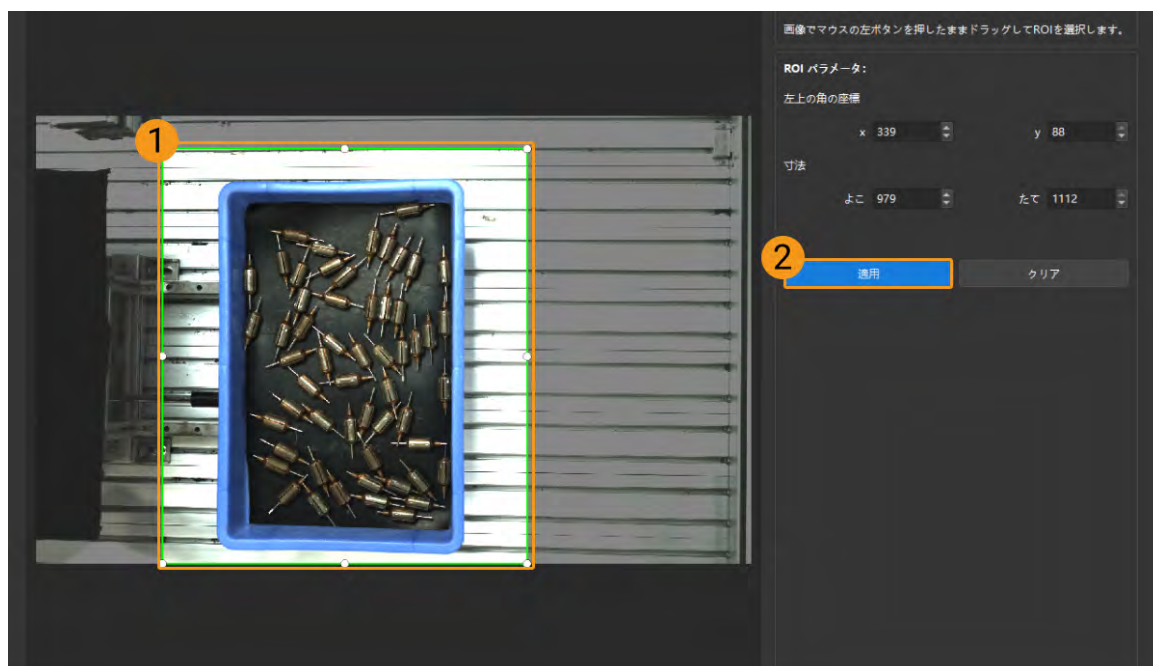 画像でマウスの左ボタンを押したままドラッグしてROIを選択します。
ROI パラメータ:
左上の角の座標
x 339 y 88
寸法
よこ 979 たて 1112
1
2
適用 クリア